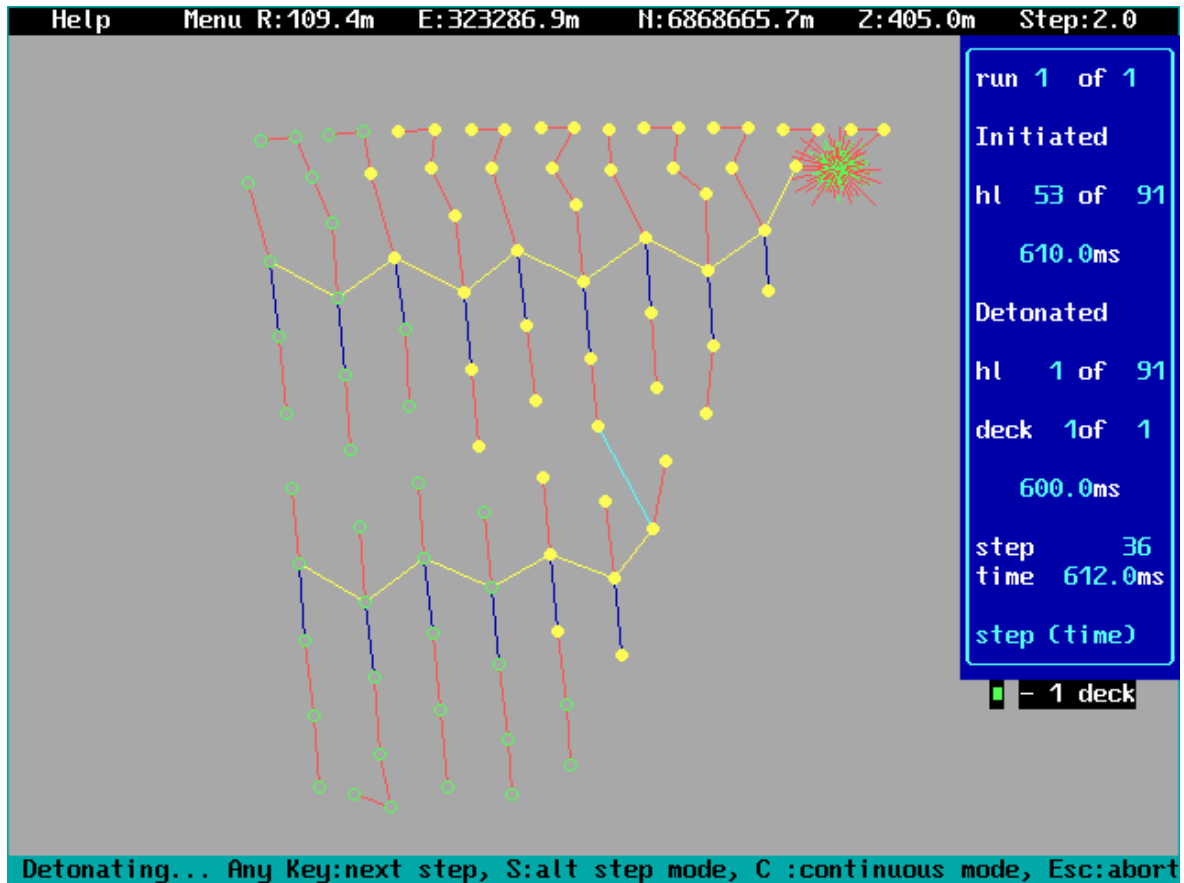 Help Menu R:109.4m E:323286.9m N:6868665.7m Z:405.0m Step:2.0
run 1 of 1
Initiated
hl 53 of 91
610.0ms
Detonated
hl 1 of 91
deck 1of 1
600.0ms
step 36
time 612.0ms
step (time)
- 1 deck
Detonating... Any Key:next step, S:alt step mode, C :continuous mode, Esc:abort